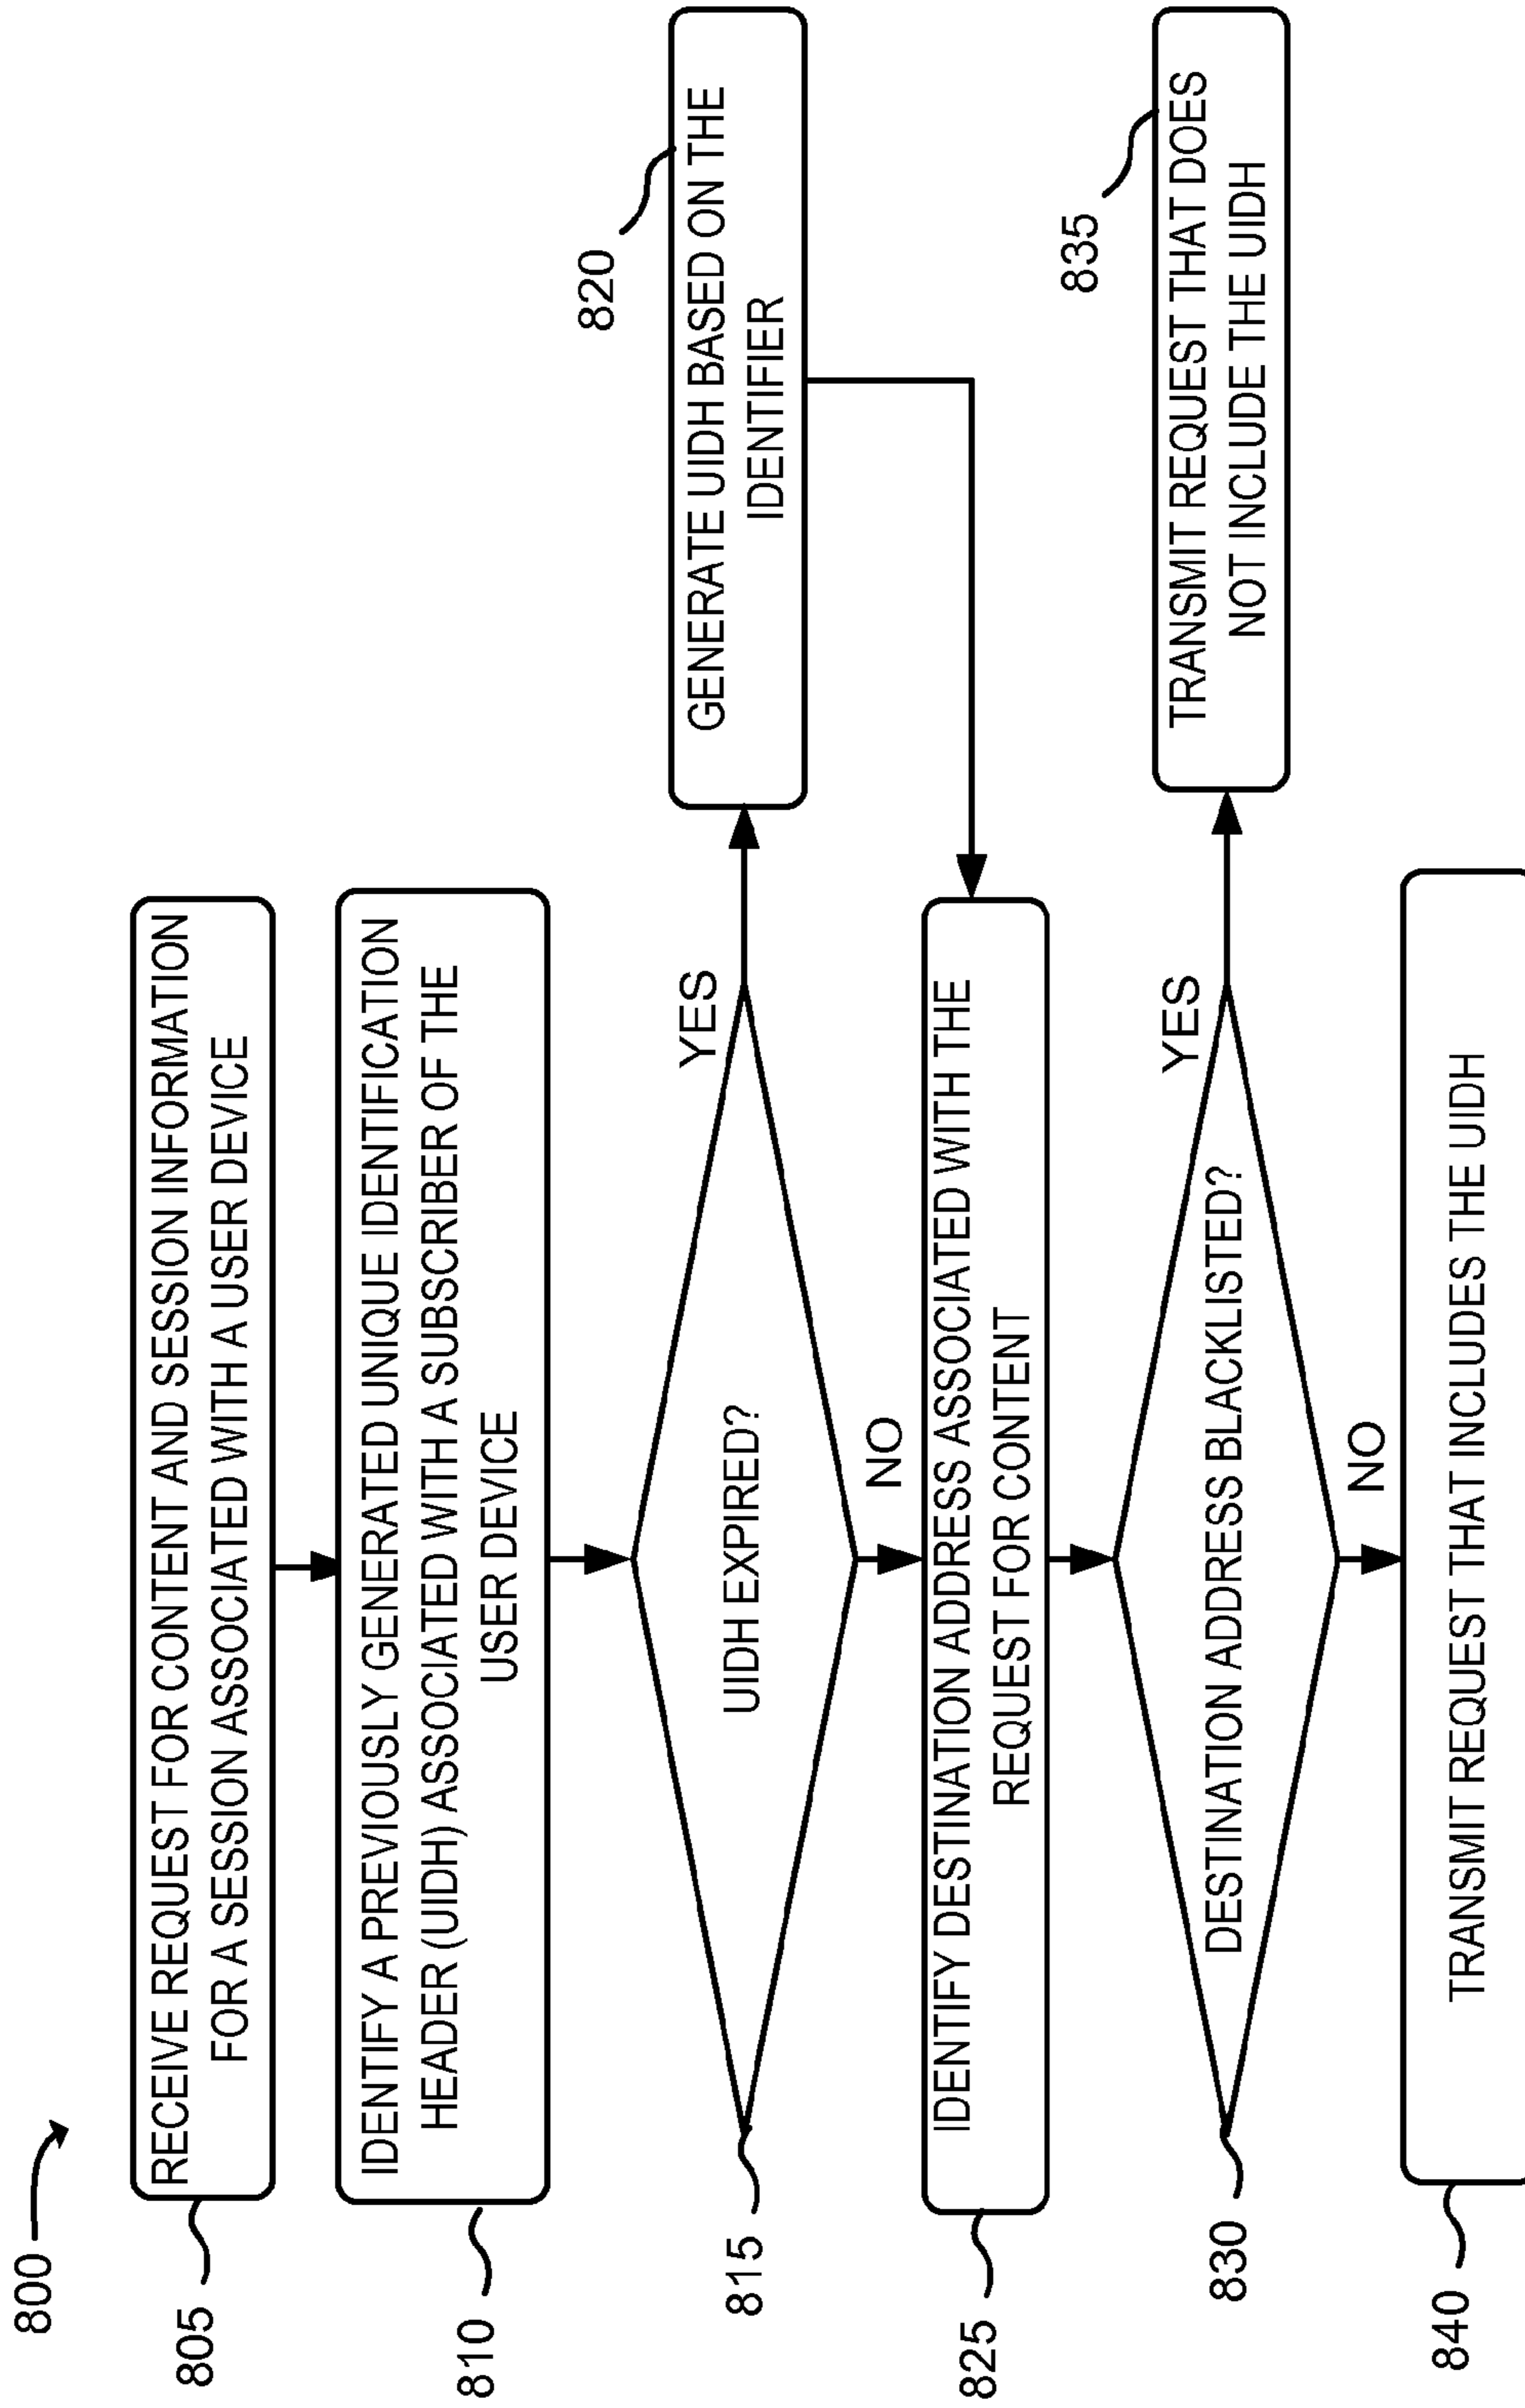 800
805
RECEIVE REQUEST FOR CONTENT AND SESSION INFORMATION
FOR A SESSION ASSOCIATED WITH A USER DEVICE
810
IDENTIFY A PREVIOUSLY GENERATED UNIQUE IDENTIFICATION
HEADER (UIDH) ASSOCIATED WITH A SUBSCRIBER OF THE
USER DEVICE
815
UIDH EXPIRED?
YES
820
GENERATE UIDH BASED ON THE
IDENTIFIER
NO
825
IDENTIFY DESTINATION ADDRESS ASSOCIATED WITH THE
REQUEST FOR CONTENT
830
DESTINATION ADDRESS BLACKLISTED?
YES
835
TRANSMIT REQUEST THAT DOES
NOT INCLUDE THE UIDH
NO
840
TRANSMIT REQUEST THAT INCLUDES THE UIDH